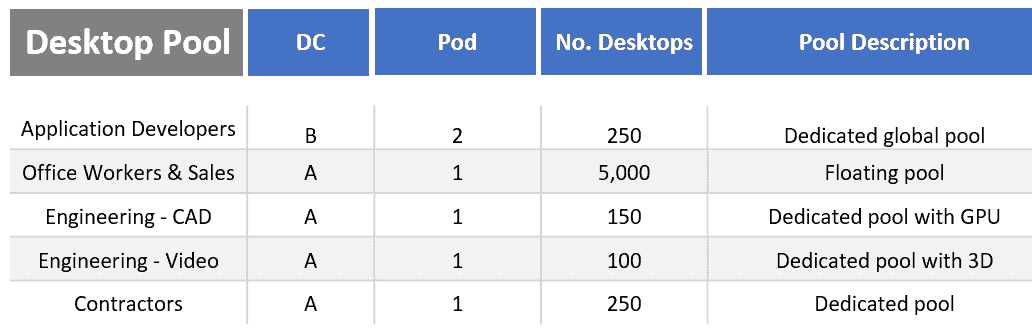 Desktop Pool DC Pod No. Desktops Pool Description
Application Developers B 2 250 Dedicated global pool
Office Workers & Sales A 1 5,000 Floating pool
Engineering - CAD A 1 150 Dedicated pool with GPU
Engineering - Video A 1 100 Dedicated pool with 3D
Contractors A 1 250 Dedicated pool